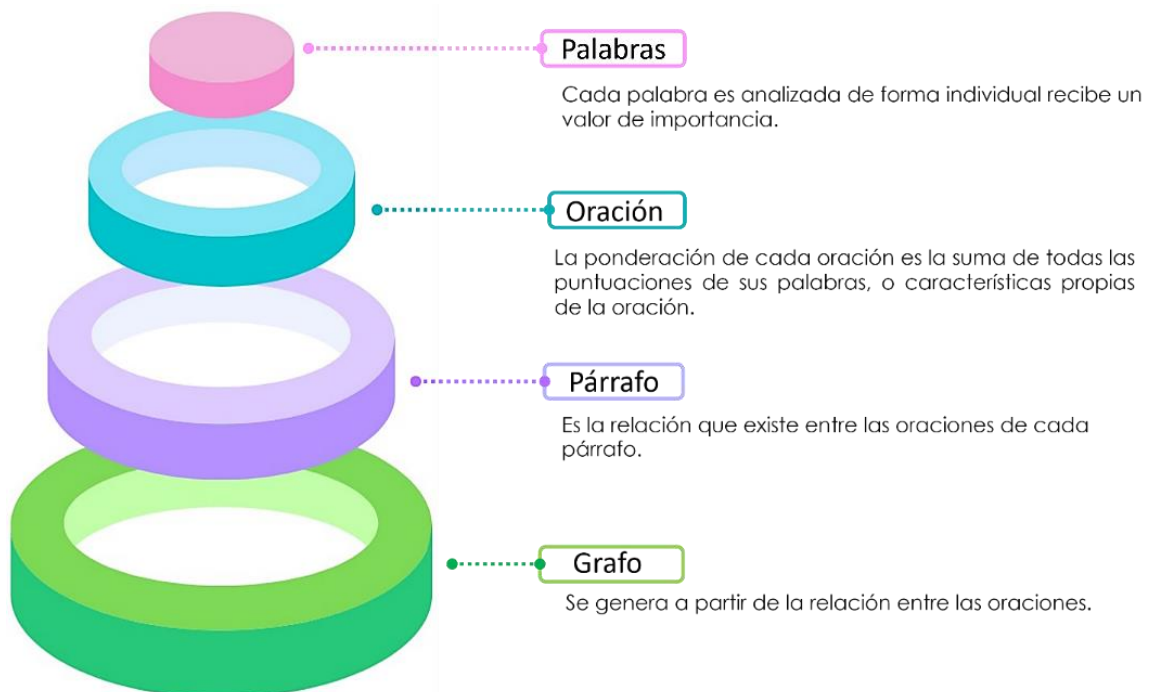 Palabras
Cada palabra es analizada de forma individual recibe un
valor de importancia.
Oración
La ponderación de cada oración es la suma de todas las
puntuaciones de sus palabras, o características propias
de la oración.
Párrafo
Es la relación que existe entre las oraciones de cada
párrafo.
Grafo
Se genera a partir de la relación entre las oraciones.